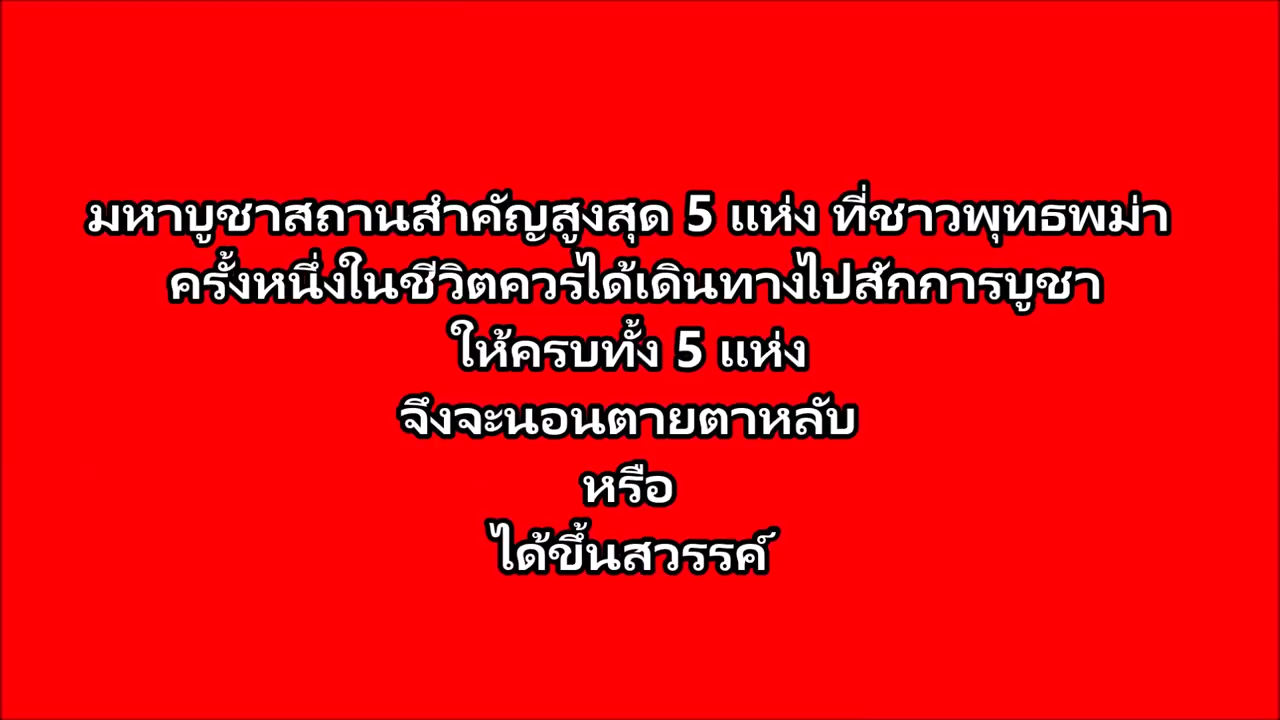 มหาบูชาสถานสำคัญสูงสุด 5 แห่ง ที่ชาวพุทธพม่า
ครั้งหนึ่งในชีวิตควรได้เดินทางไปสักการบูชา
ให้ครบทั้ง 5 แห่ง
จึงจะนอนตายตาหลับ
หรือ
ได้ขึ้นสวรรค์